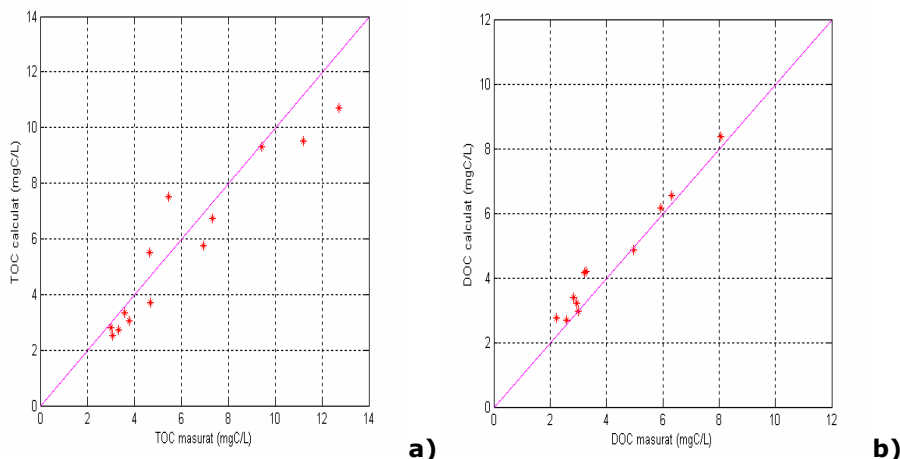 14
12
10
8
6
4
2
0
TOC calculat (mgC/L)
0 2 4 6 8 10 12 14
TOC masurat (mgC/L)
a)
12
10
8
6
4
2
0
DOC calculat (mgC/L)
0 2 4 6 8 10 12
DOC masurat (mgC/L)
b)